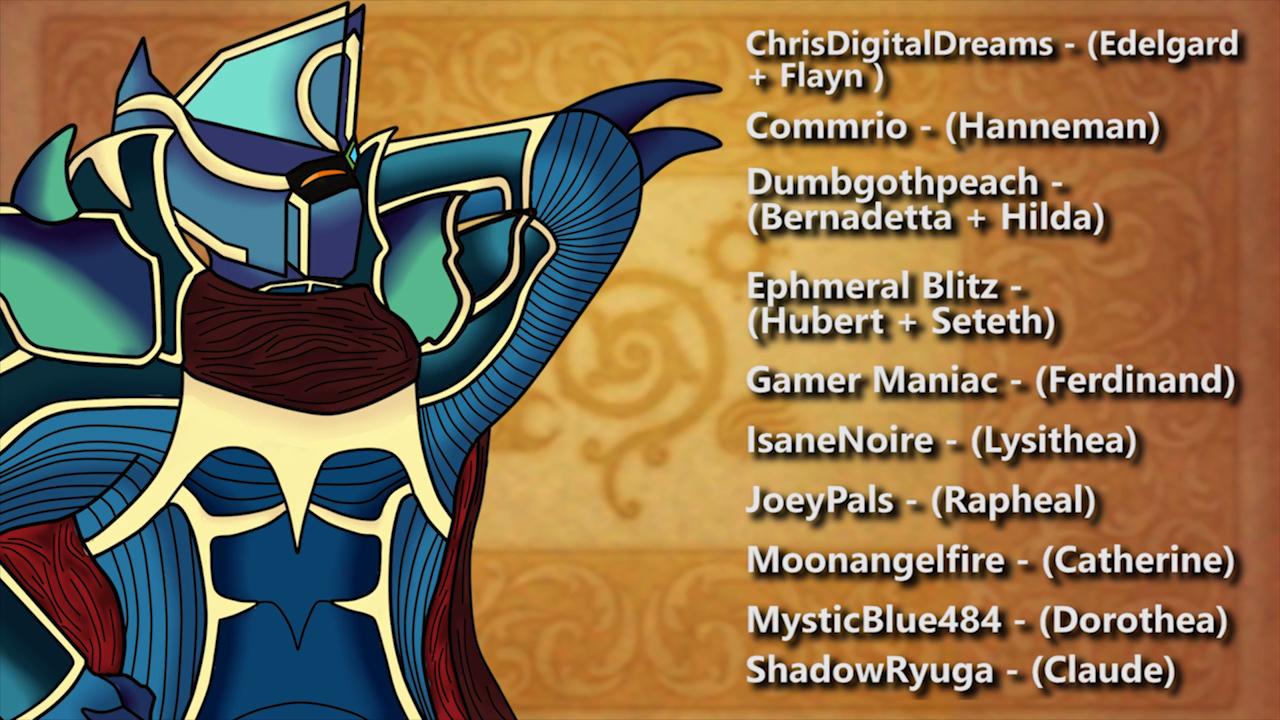 ChrisDigitalDreams - (Edelgard
+ Flayn )
Commrio - (Hanneman)
Dumbgothpeach -
(Bernadetta + Hilda)
Ephmeral Blitz -
(Hubert + Seteth)
Gamer Maniac - (Ferdinand)
IsaneNoire - (Lysithea)
JoeyPals - (Rapheal)
Moonangelfire - (Catherine)
MysticBlue484 - (Dorothea)
ShadowRyuga - (Claude)